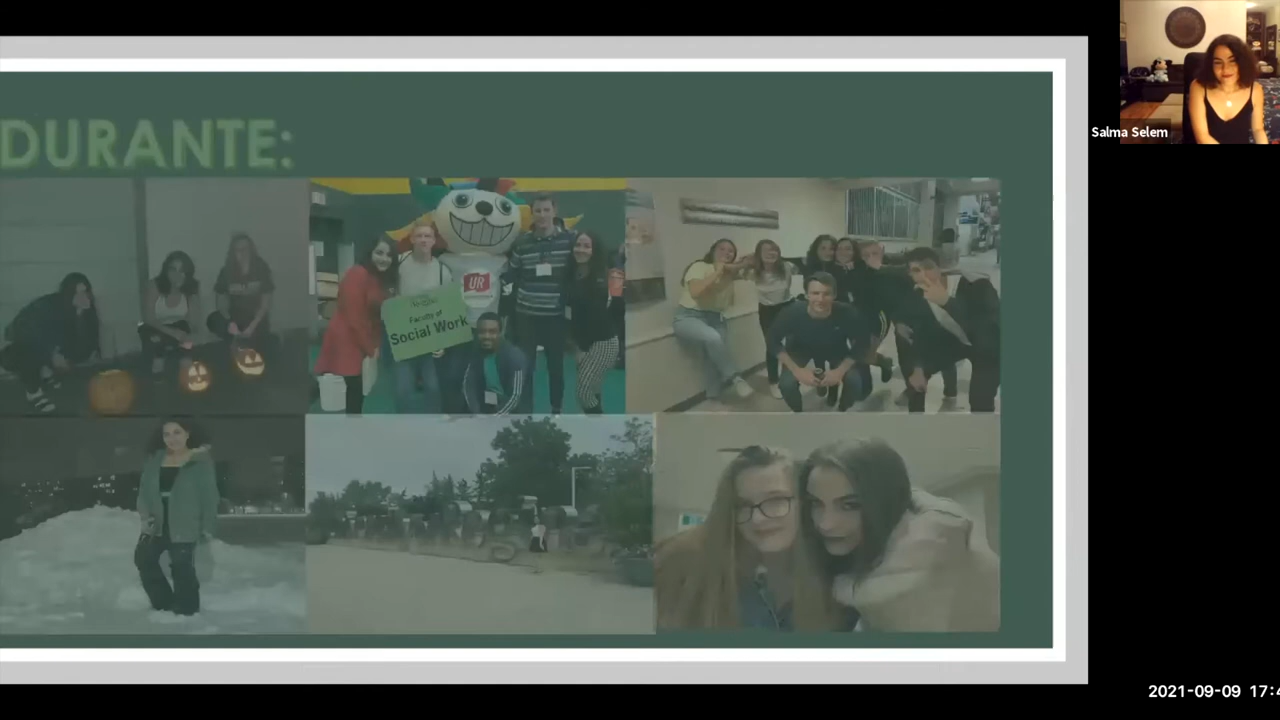 Salma Selem
DURANTE:
UR
Faculty of
Social Work
2021-09-09 17:4